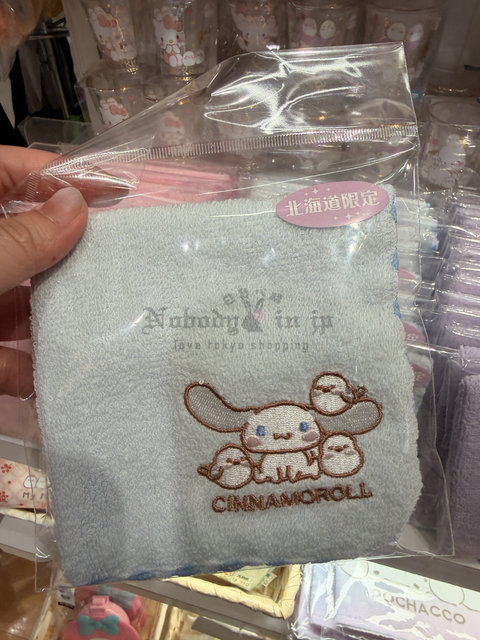 北海道限定
Nobody in jp
love tokyo shopping
CINNAMOROLL
POCHACCO